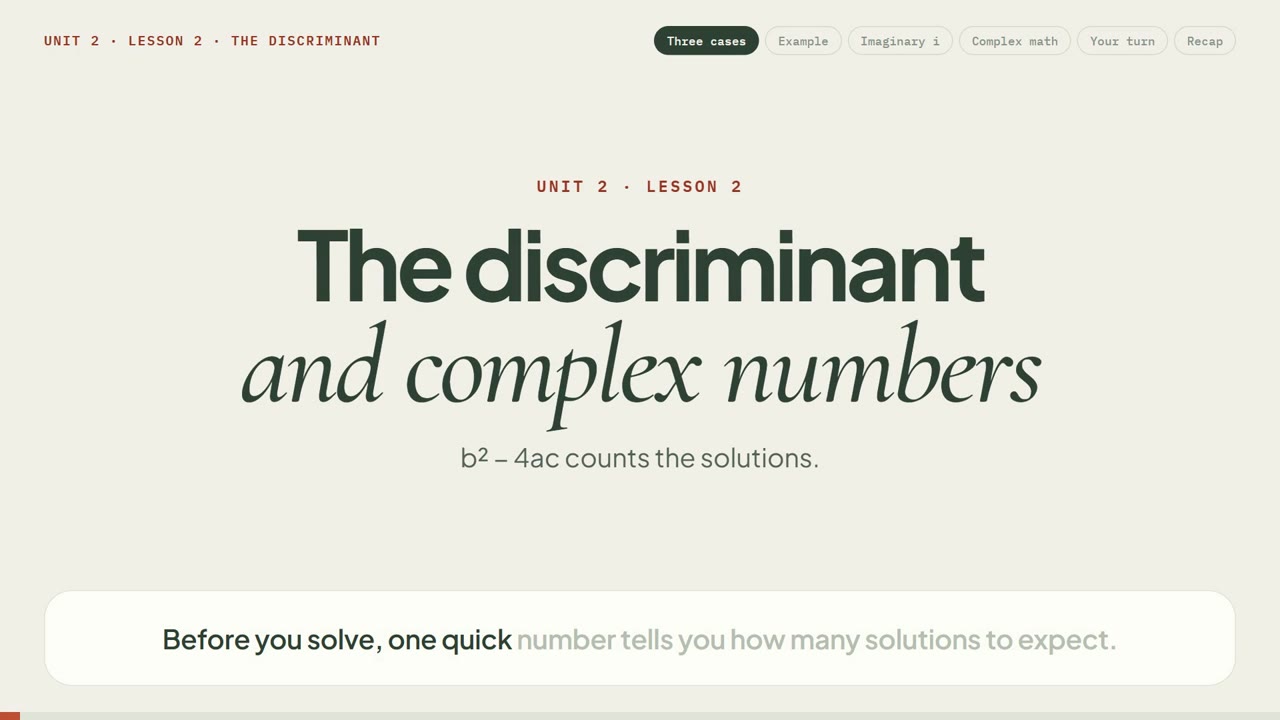 UNIT 2 · LESSON 2 · THE DISCRIMINANT
Three cases
Example
Imaginary i
Complex math
Your turn
Recap
UNIT 2 · LESSON 2
The discriminant
and complex numbers
b² – 4ac counts the solutions.
Before you solve, one quick number tells you how many solutions to expect.